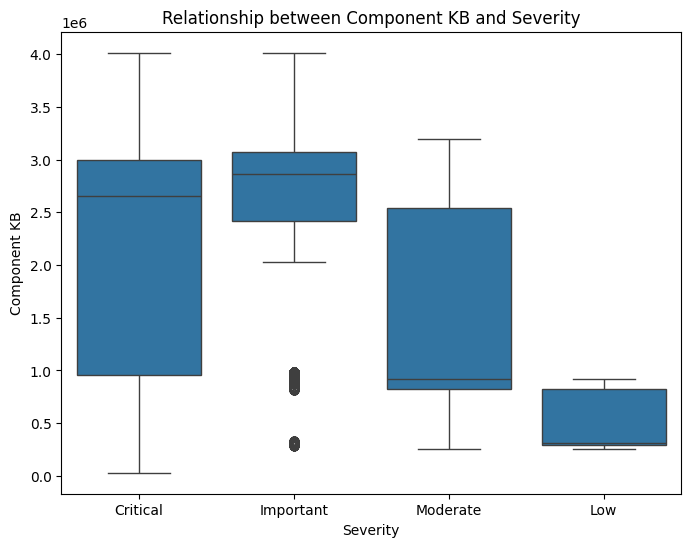 Relationship between Component KB and Severity
1e6
4.0
3.5
3.0
2.5
2.0
1.5
1.0
0.5
0.0
Component KB
Critical Important Moderate Low
Severity